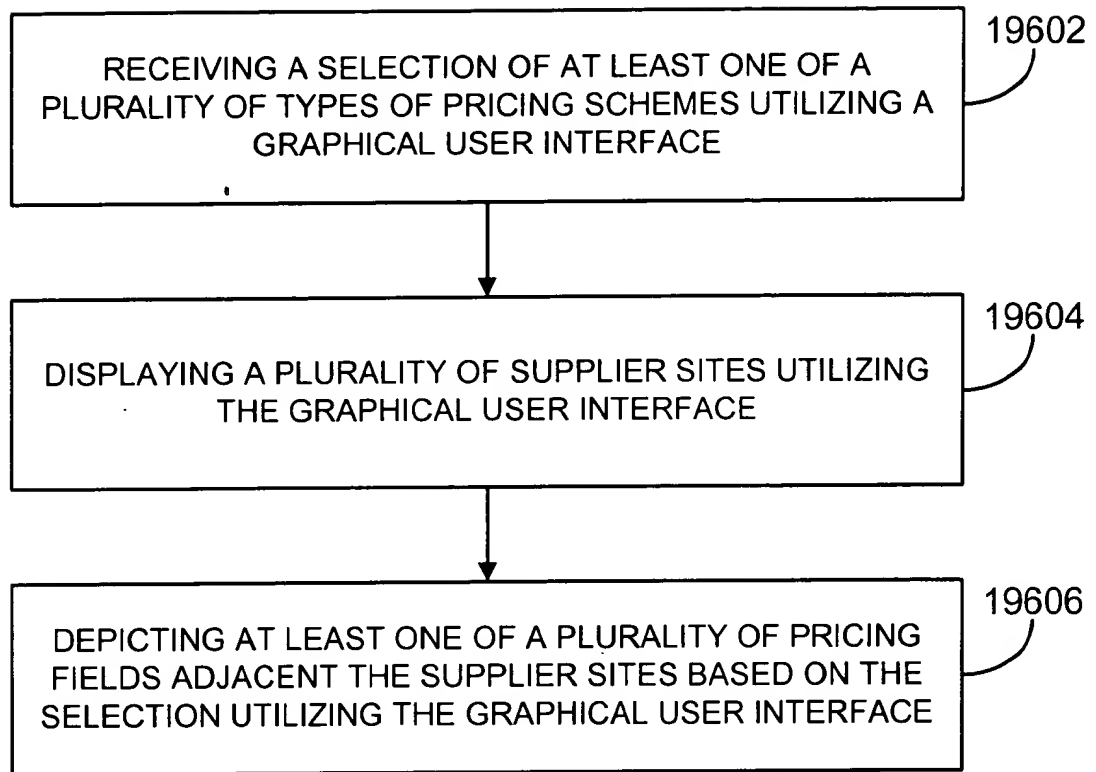 19602
RECEIVING A SELECTION OF AT LEAST ONE OF A
PLURALITY OF TYPES OF PRICING SCHEMES UTILIZING A
GRAPHICAL USER INTERFACE
19604
DISPLAYING A PLURALITY OF SUPPLIER SITES UTILIZING
THE GRAPHICAL USER INTERFACE
19606
DEPICTING AT LEAST ONE OF A PLURALITY OF PRICING
FIELDS ADJACENT THE SUPPLIER SITES BASED ON THE
SELECTION UTILIZING THE GRAPHICAL USER INTERFACE